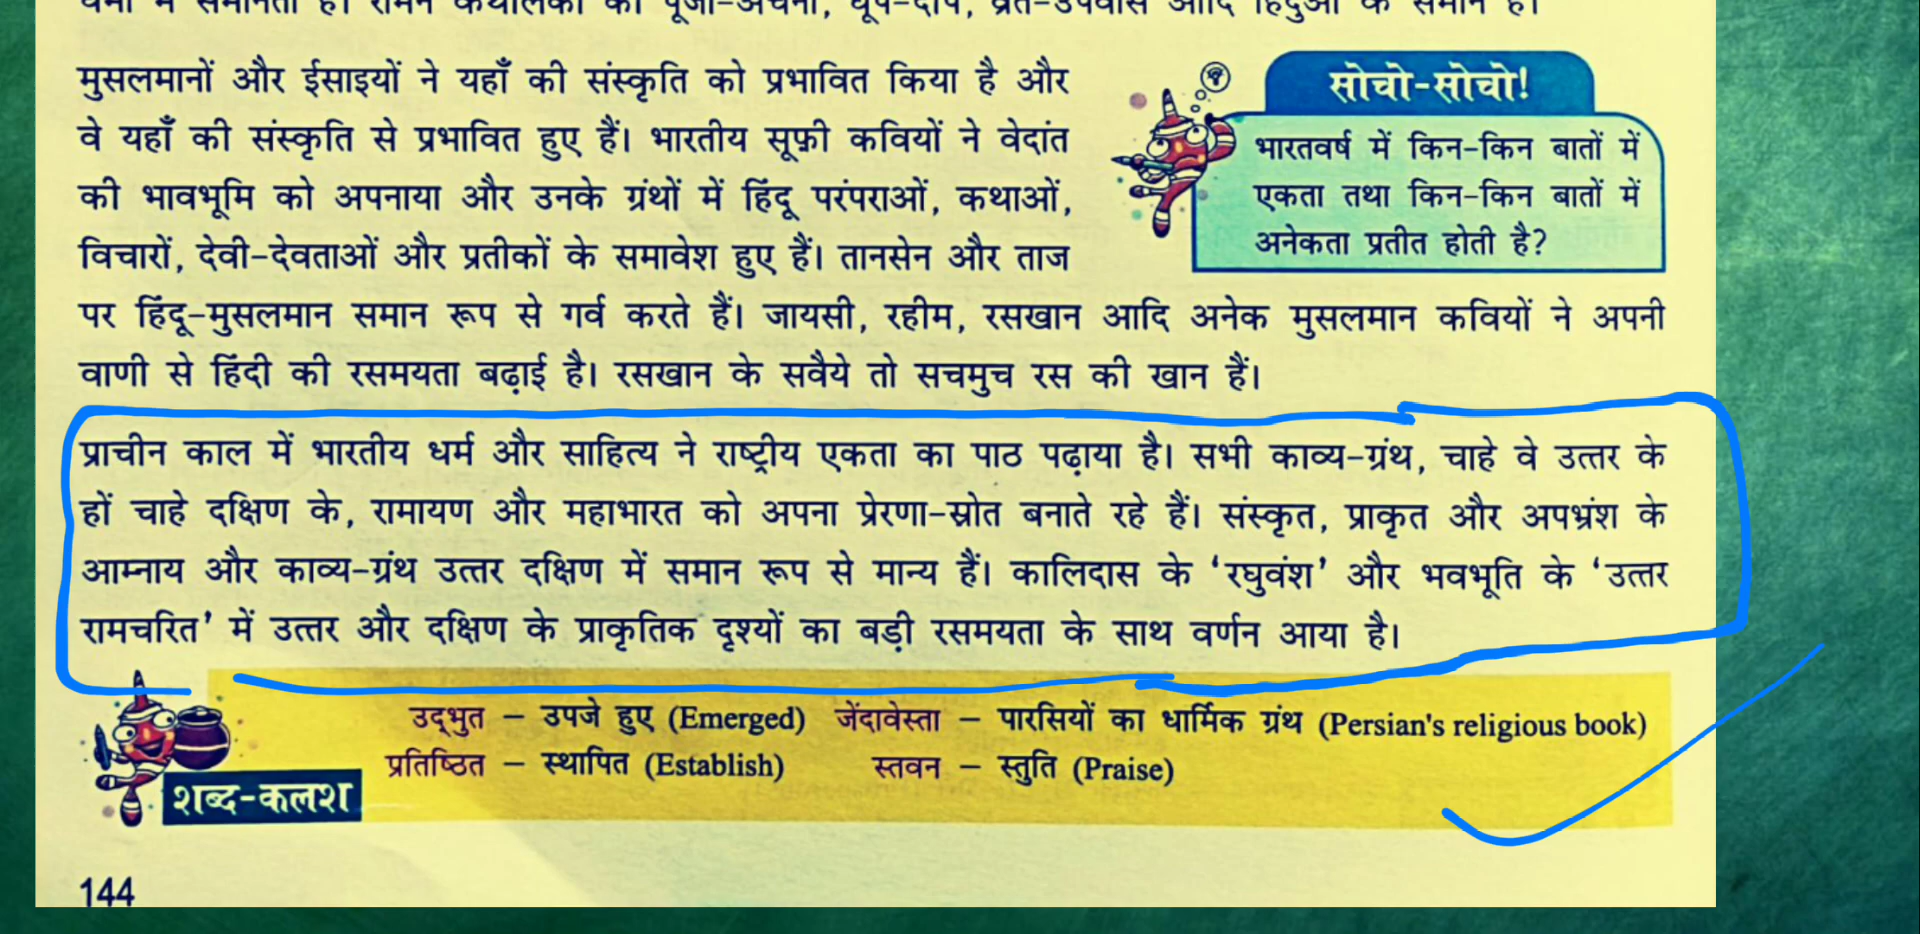 धर्मों में समानता है। रोमन कैथोलिकों की पूजा-अर्चना, धूप-दीप, व्रत-उपवास आदि हिंदुओं के समान हैं।
मुसलमानों और ईसाइयों ने यहाँ की संस्कृति को प्रभावित किया है और
वे यहाँ की संस्कृति से प्रभावित हुए हैं। भारतीय सूफ़ी कवियों ने वेदांत
की भावभूमि को अपनाया और उनके ग्रंथों में हिंदू परंपराओं, कथाओं,
विचारों, देवी-देवताओं और प्रतीकों के समावेश हुए हैं। तानसेन और ताज
पर हिंदू-मुसलमान समान रूप से गर्व करते हैं। जायसी, रहीम, रसखान आदि अनेक मुसलमान कवियों ने अपनी
वाणी से हिंदी की रसमयता बढ़ाई है। रसखान के सवैये तो सचमुच रस की खान हैं।
सोचो-सोचो!
भारतवर्ष में किन-किन बातों में
एकता तथा किन-किन बातों में
अनेकता प्रतीत होती है?
प्राचीन काल में भारतीय धर्म और साहित्य ने राष्ट्रीय एकता का पाठ पढ़ाया है। सभी काव्य-ग्रंथ, चाहे वे उत्तर के
हों चाहे दक्षिण के, रामायण और महाभारत को अपना प्रेरणा-स्रोत बनाते रहे हैं। संस्कृत, प्राकृत और अपभ्रंश के
आम्नाय और काव्य-ग्रंथ उत्तर दक्षिण में समान रूप से मान्य हैं। कालिदास के ‘रघुवंश’ और भवभूति के ‘उत्तर
रामचरित’ में उत्तर और दक्षिण के प्राकृतिक दृश्यों का बड़ी रसमयता के साथ वर्णन आया है।
उद्भुत – उपजे हुए (Emerged) जेंदावेस्ता – पारसियों का धार्मिक ग्रंथ (Persian's religious book)
प्रतिष्ठित – स्थापित (Establish) स्तवन – स्तुति (Praise)
शब्द-कलश
144